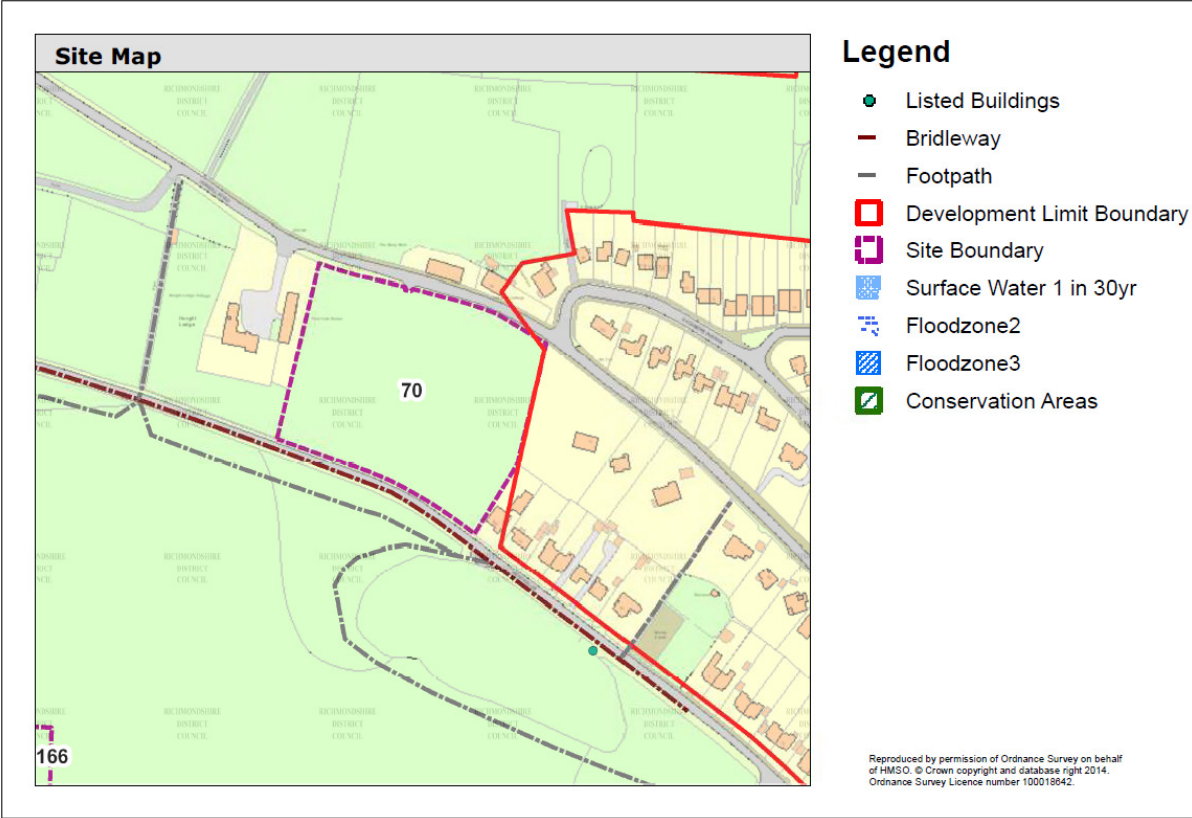 Site Map
RICHMONDSHIRE
DISTRICT
COUNCIL
70
166
Legend
Listed Buildings
Bridleway
Footpath
Development Limit Boundary
Site Boundary
Surface Water 1 in 30yr
Floodzone2
Floodzone3
Conservation Areas
Reproduced by permission of Ordnance Survey on behalf
of HMSO. © Crown copyright and database right 2014.
Ordnance Survey Licence number 100018642.